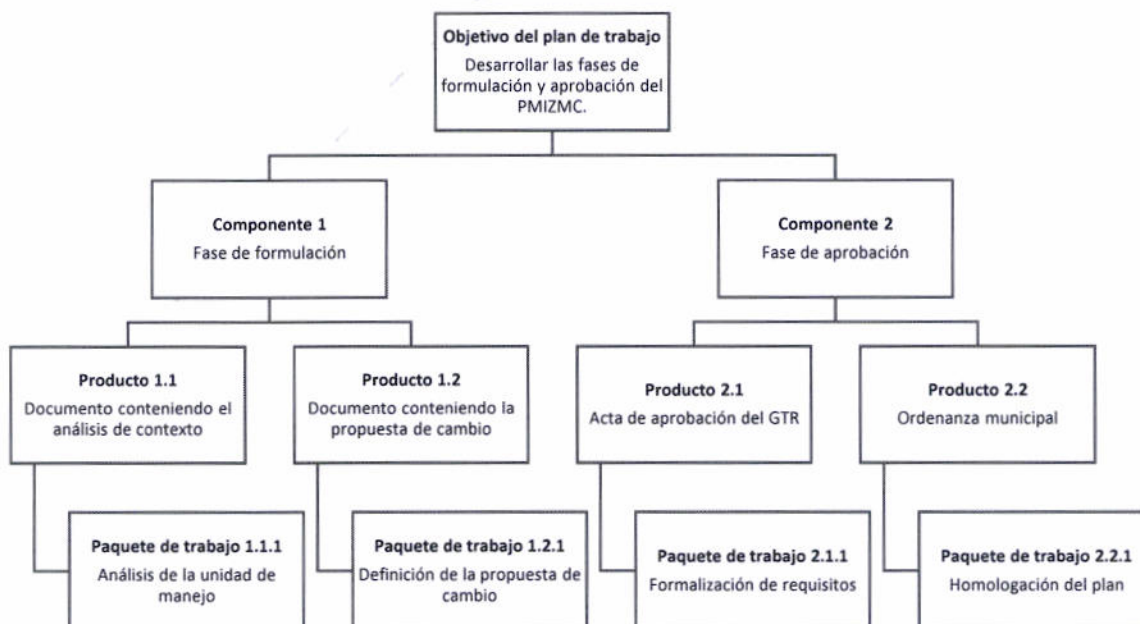 Objetivo del plan de trabajo
Desarrollar las fases de
formulación y aprobación del
PMIZMC.
Componente 1
Fase de formulación
Componente 2
Fase de aprobación
Producto 1.1
Documento conteniendo el
análisis de contexto
Producto 1.2
Documento conteniendo la
propuesta de cambio
Producto 2.1
Acta de aprobación del GTR
Producto 2.2
Ordenanza municipal
Paquete de trabajo 1.1.1
Análisis de la unidad de
manejo
Paquete de trabajo 1.2.1
Definición de la propuesta de
cambio
Paquete de trabajo 2.1.1
Formalización de requisitos
Paquete de trabajo 2.2.1
Homologación del plan